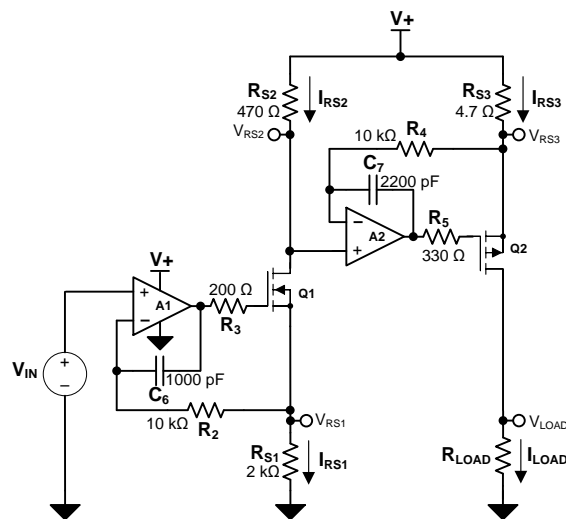 V+
RS2
470 Ω
IRS2
VRS2
RS3
4.7 Ω
IRS3
VRS3
10 kΩ
R4
C7
2200 pF
−
+
A2
R5
330 Ω
Q2
V+
+
−
A1
200 Ω
R3
Q1
VIN
+
−
C6
1000 pF
10 kΩ
R2
VRS1
RS1
2 kΩ
IRS1
VLOAD
RLOAD
ILOAD